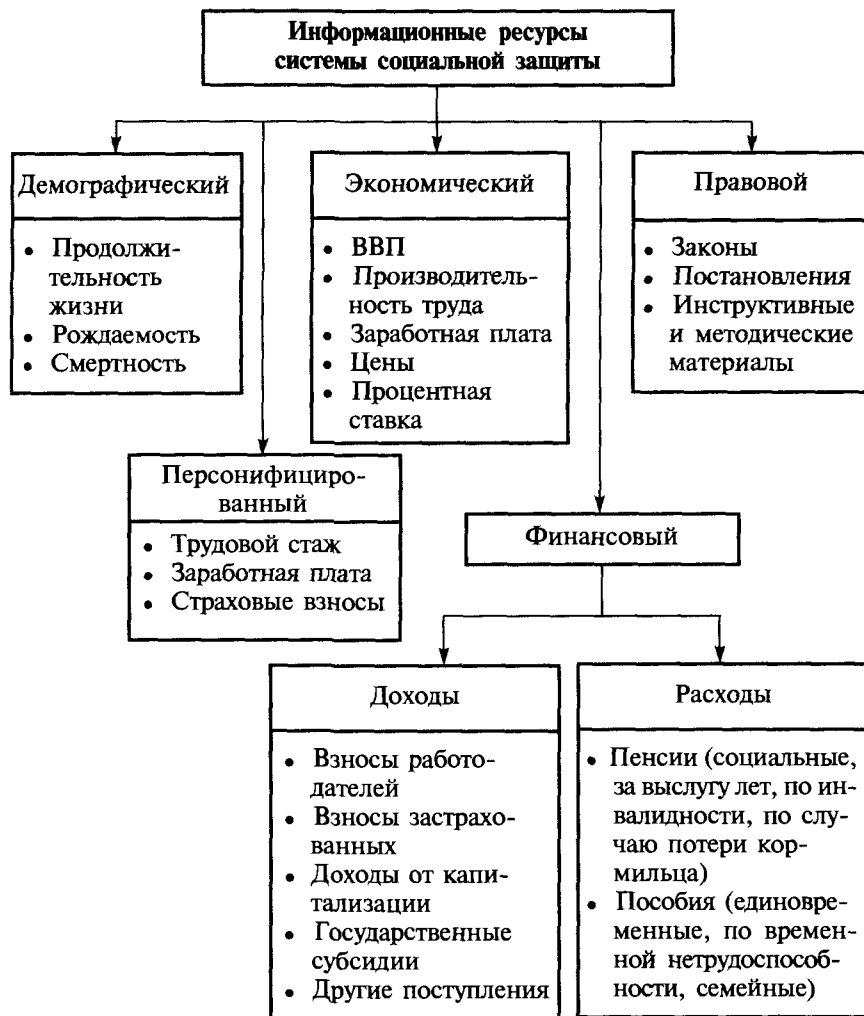 Информационные ресурсы
системы социальной защиты
Демографический
• Продолжи-
тельность
жизни
• Рождаемость
• Смертность
Экономический
• ВВП
• Производитель-
ность труда
• Заработная плата
• Цены
• Процентная
ставка
Правовой
• Законы
• Постановления
• Инструктивные
и методические
материалы
Персонифициро-
ванный
• Трудовой стаж
• Заработная плата
• Страховые взносы
Финансовый
Доходы
• Взносы работо-
дателей
• Взносы застрахо-
ванных
• Доходы от капи-
тализации
• Государственные
субсидии
• Другие поступления
Расходы
• Пенсии (социальные,
за выслугу лет, по ин-
валидности, по слу-
чаю потери кор-
мильца)
• Пособия (единовре-
менные, по времен-
ной нетрудоспособ-
ности, семейные)